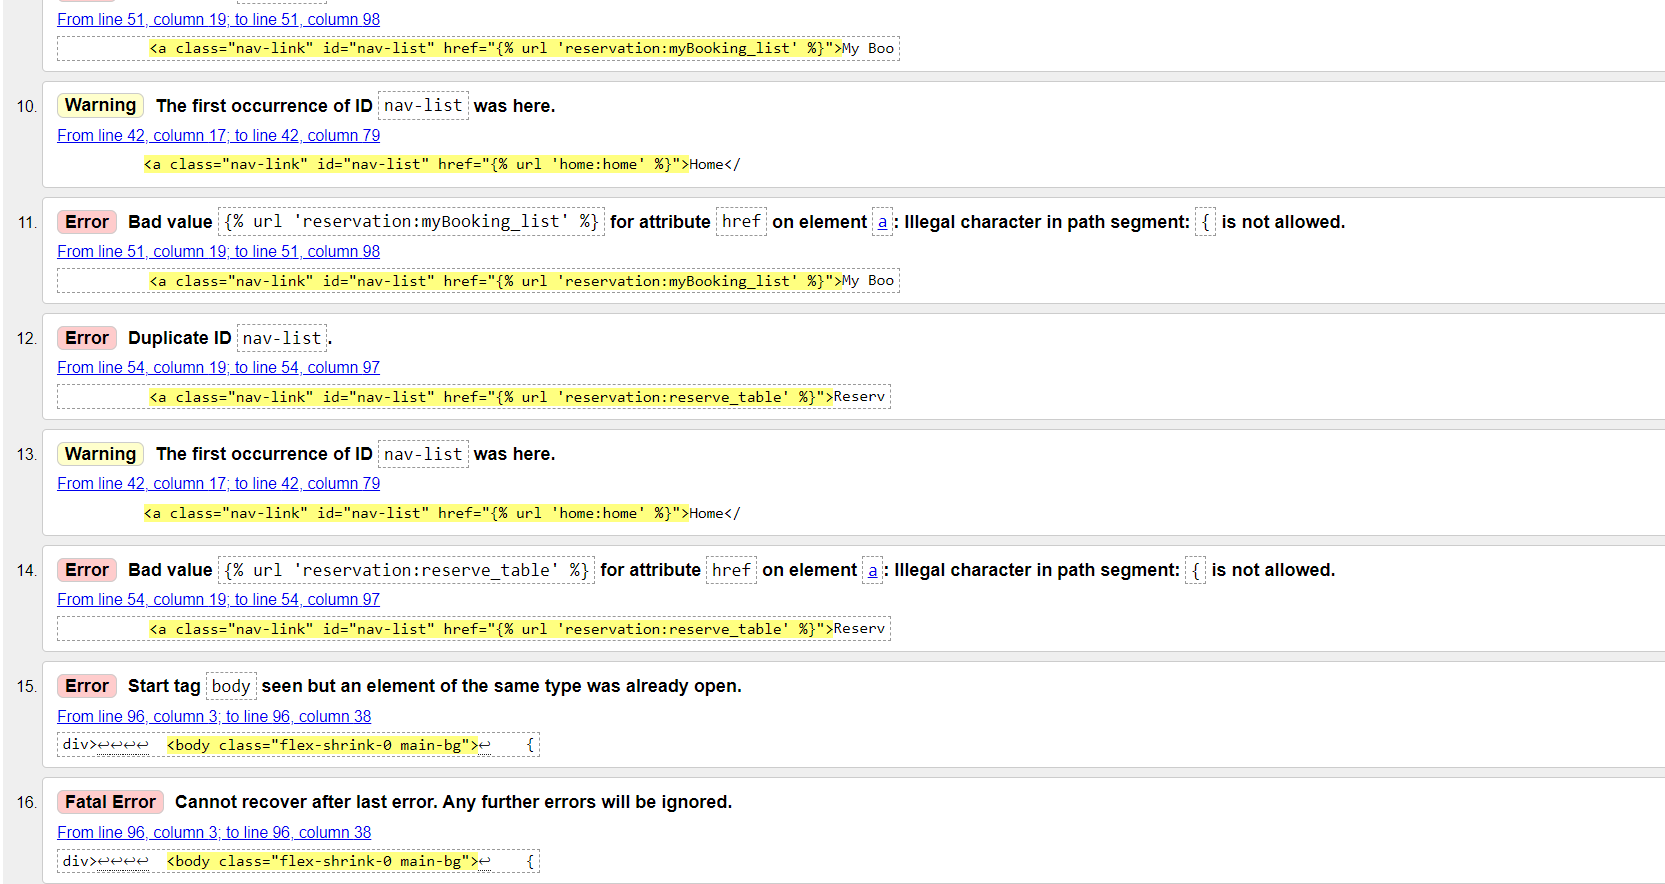 From line 51, column 19; to line 51, column 98
<a class="nav-link" id="nav-list" href="{% url 'reservation:myBooking_list' %}">My Boo
10. Warning The first occurrence of ID nav-list was here.
From line 42, column 17; to line 42, column 79
<a class="nav-link" id="nav-list" href="{% url 'home:home' %}">Home</
11. Error Bad value {% url 'reservation:myBooking_list' %} for attribute href on element a: Illegal character in path segment: { is not allowed.
From line 51, column 19; to line 51, column 98
<a class="nav-link" id="nav-list" href="{% url 'reservation:myBooking_list' %}">My Boo
12. Error Duplicate ID nav-list.
From line 54, column 19; to line 54, column 97
<a class="nav-link" id="nav-list" href="{% url 'reservation:reserve_table' %}">Reserv
13. Warning The first occurrence of ID nav-list was here.
From line 42, column 17; to line 42, column 79
<a class="nav-link" id="nav-list" href="{% url 'home:home' %}">Home</
14. Error Bad value {% url 'reservation:reserve_table' %} for attribute href on element a: Illegal character in path segment: { is not allowed.
From line 54, column 19; to line 54, column 97
<a class="nav-link" id="nav-list" href="{% url 'reservation:reserve_table' %}">Reserv
15. Error Start tag body seen but an element of the same type was already open.
From line 96, column 3; to line 96, column 38
div>↩↩↩↩ <body class="flex-shrink-0 main-bg">↩ {
16. Fatal Error Cannot recover after last error. Any further errors will be ignored.
From line 96, column 3; to line 96, column 38
div>↩↩↩↩ <body class="flex-shrink-0 main-bg">↩ {